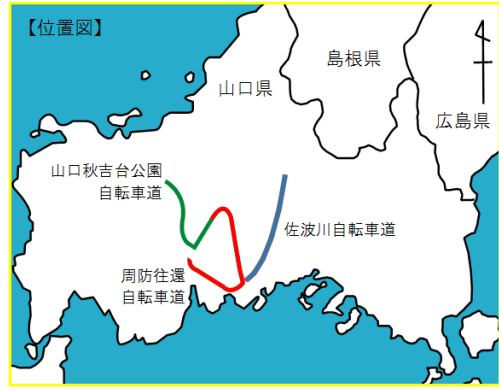 【位置図】
島根県
山口県
広島県
山口秋吉台公園
自転車道
佐波川自転車道
周防往還
自転車道